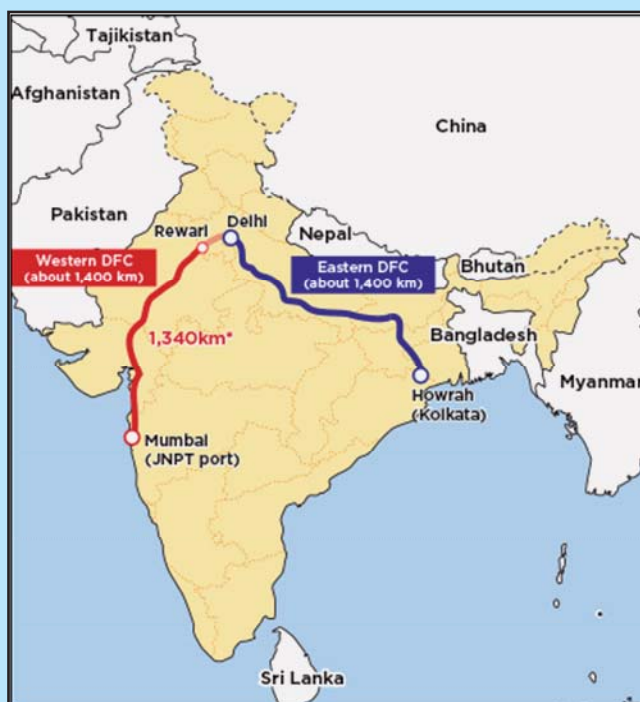 Tajikistan
Afghanistan
China
Pakistan
Rewari
Delhi
Nepal
Western DFC
(about 1,400 km)
Eastern DFC
(about 1,400 km)
Bhutan
1,340km*
Bangladesh
Myanmar
Howrah
(Kolkata)
Mumbai
(JNPT port)
Sri Lanka